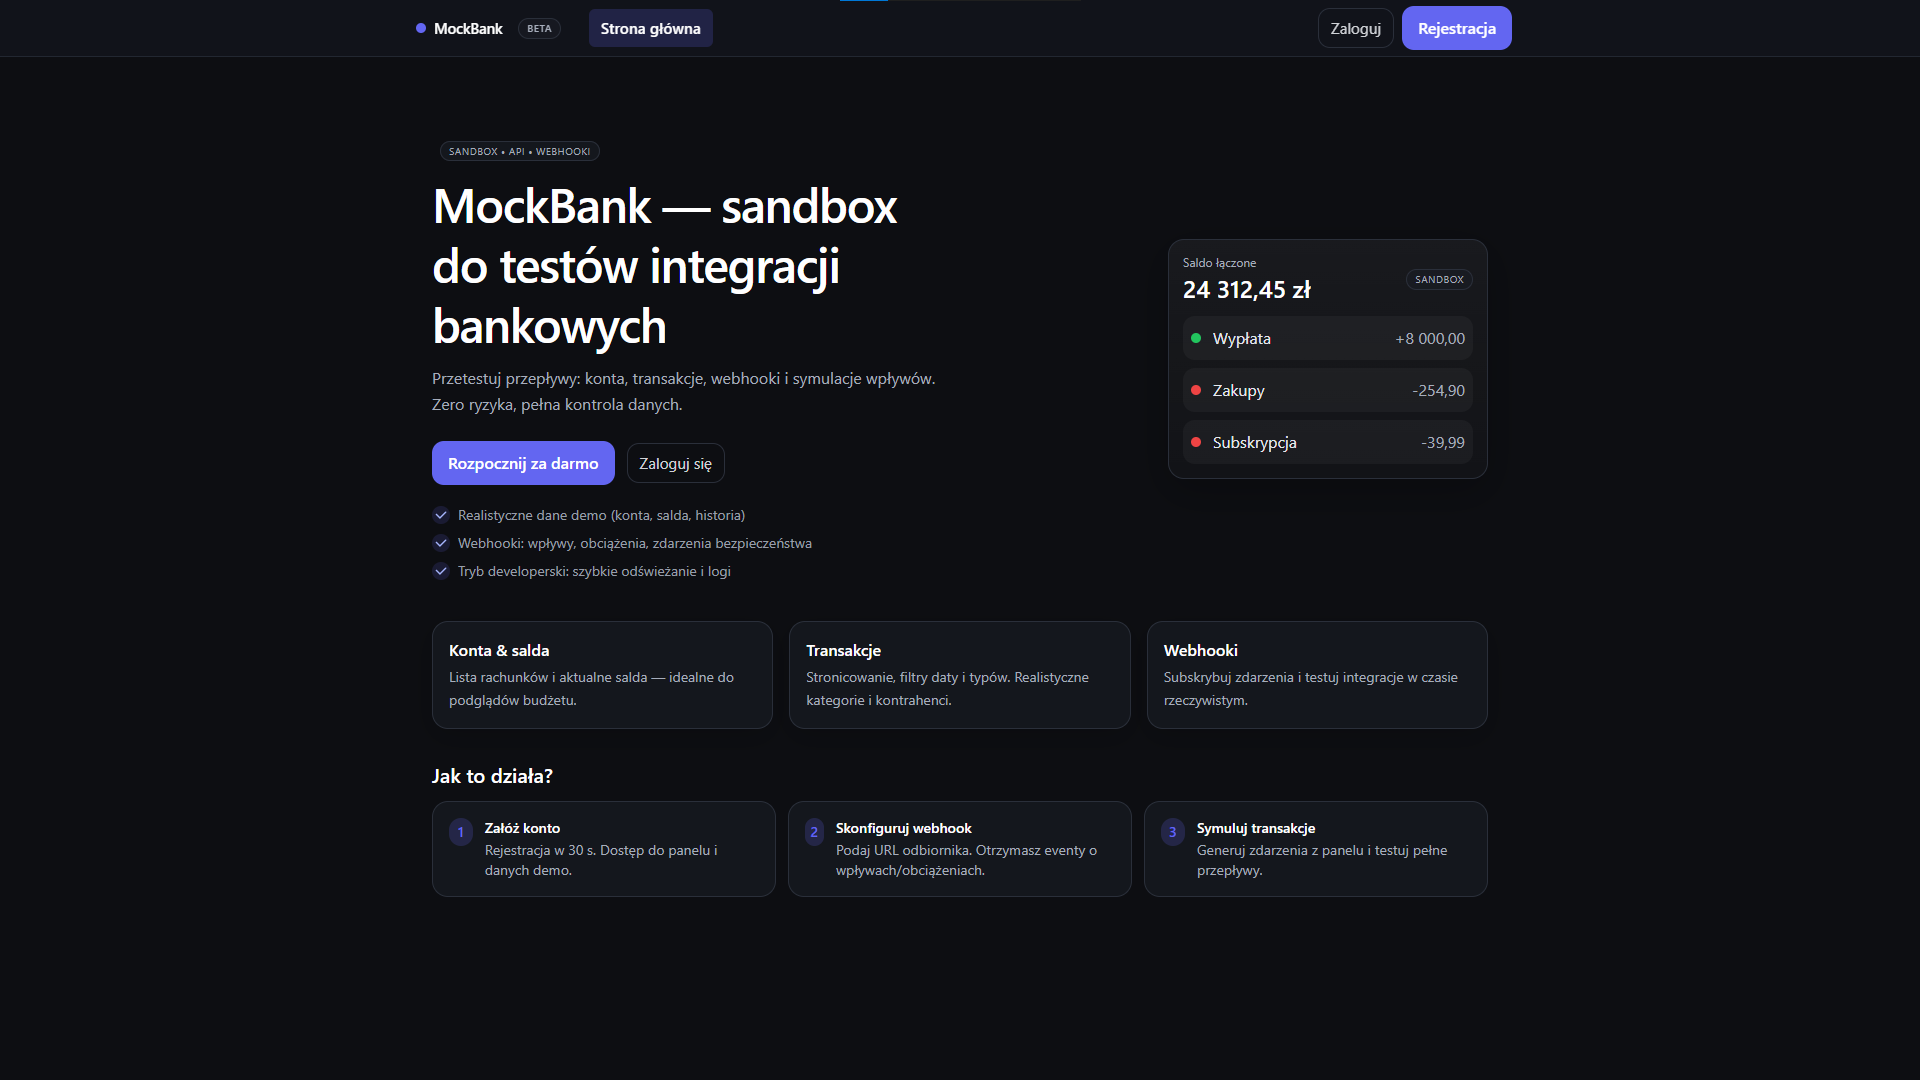 MockBank BETA Strona główna Zaloguj Rejestracja
SANDBOX • API • WEBHOOKI
MockBank — sandbox
do testów integracji
bankowych
Przetestuj przepływy: konta, transakcje, webhooki i symulacje wpływów.
Zero ryzyka, pełna kontrola danych.
Rozpocznij za darmo Zaloguj się
Realistyczne dane demo (konta, salda, historia)
Webhooki: wpływy, obciążenia, zdarzenia bezpieczeństwa
Tryb developerski: szybkie odświeżanie i logi
Saldo łączone
24 312,45 zł
SANDBOX
Wypłata +8 000,00
Zakupy -254,90
Subskrypcja -39,99
Konta & salda
Lista rachunków i aktualne salda — idealne do
podglądów budżetu.
Transakcje
Stronicowanie, filtry daty i typów. Realistyczne
kategorie i kontrahenci.
Webhooki
Subskrybuj zdarzenia i testuj integracje w czasie
rzeczywistym.
Jak to działa?
1 Załóż konto
Rejestracja w 30 s. Dostęp do panelu i
danych demo.
2 Skonfiguruj webhook
Podaj URL odbiornika. Otrzymasz eventy o
wpływach/obciążeniach.
3 Symuluj transakcje
Generuj zdarzenia z panelu i testuj pełne
przepływy.